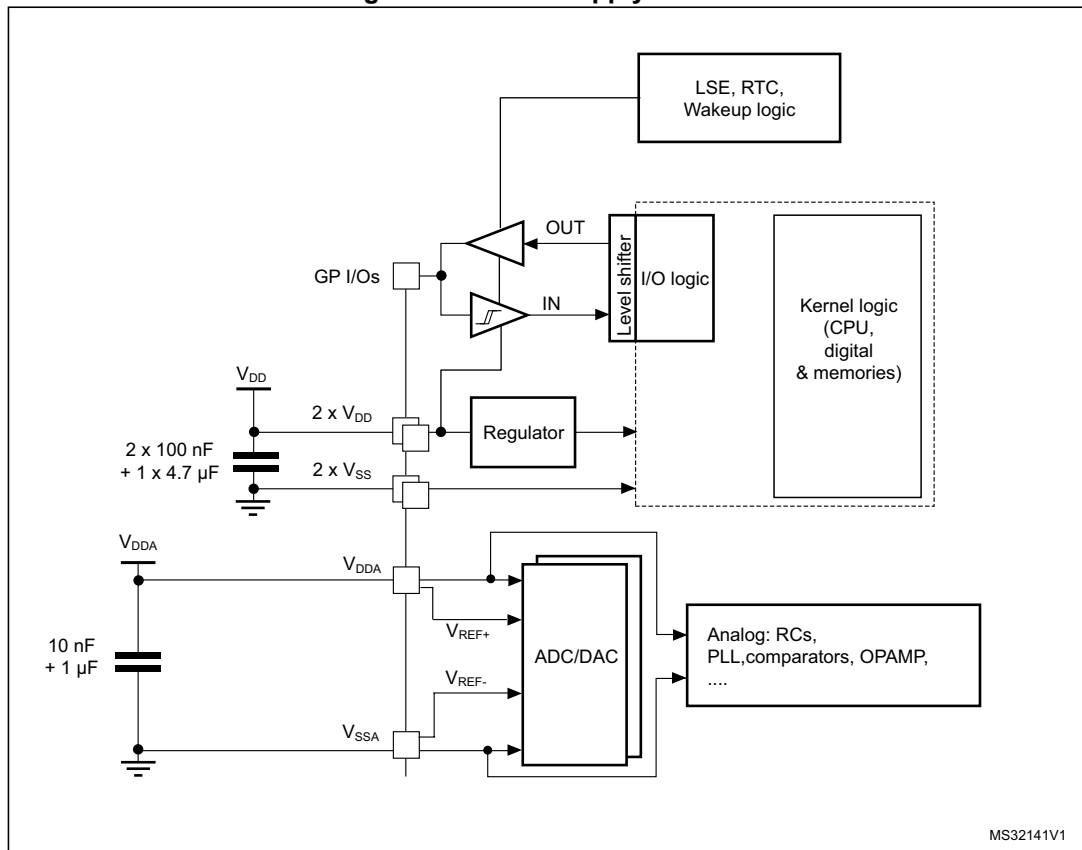 LSE, RTC,
Wakeup logic
OUT
GP I/Os
IN
Level shifter
I/O logic
Kernel logic
(CPU,
digital
& memories)
VDD
2 x VDD
Regulator
2 x 100 nF
+ 1 x 4.7 µF
2 x VSS
VDDA
VDDA
VREF+
10 nF
+ 1 µF
ADC/DAC
Analog: RCs,
PLL,comparators, OPAMP,
....
VREF-
VSSA
MS32141V1